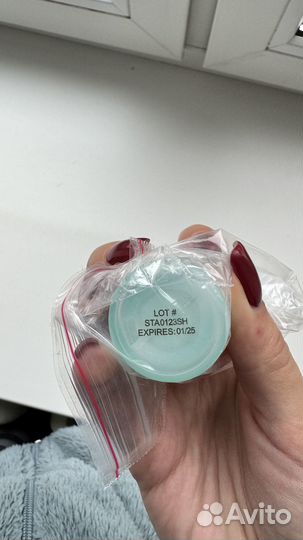 LOT #
STA0123SH
EXPIRES: 01/25
Avito